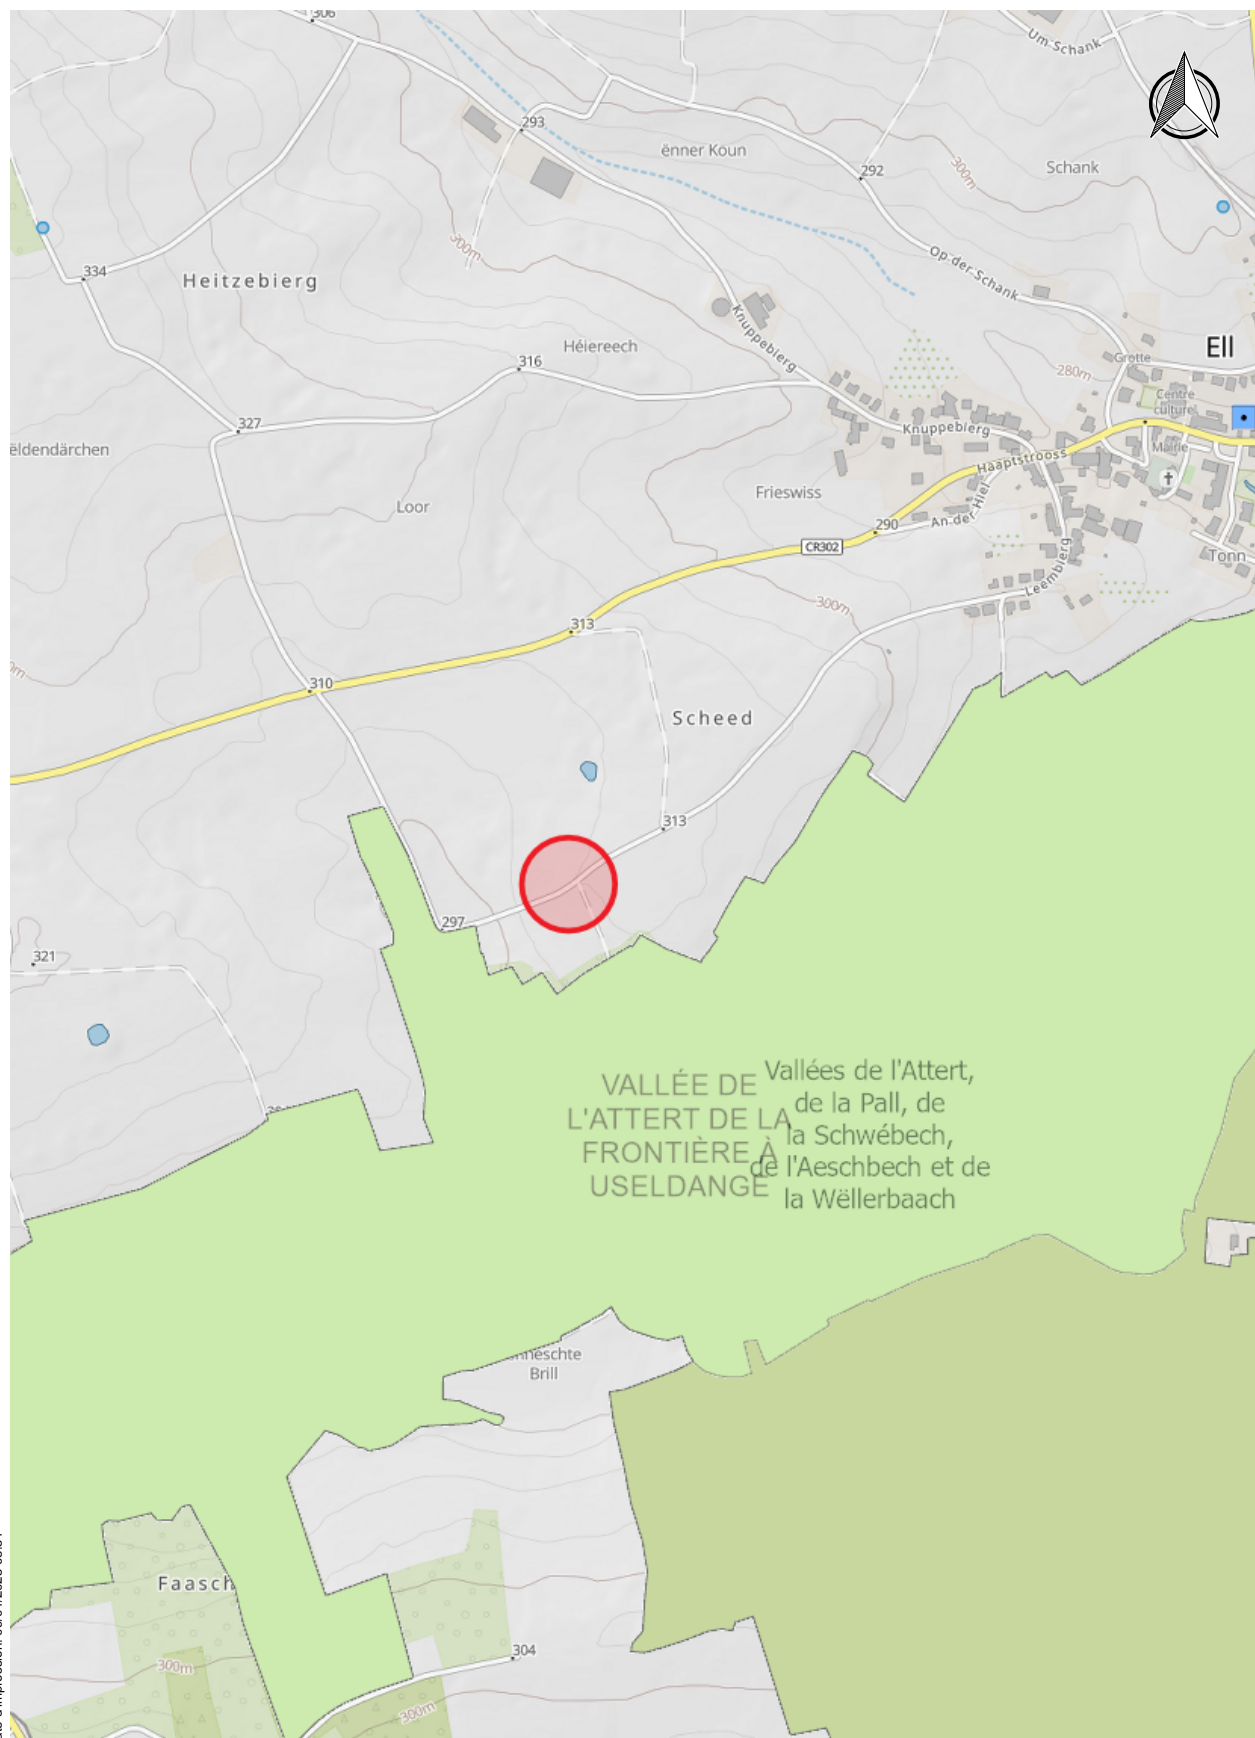 306
Um Schank
293
ënner Koun
292
300m
Schank
300m
334
Heitzebierg
Op der Schank
Knuppebierg
Héiereech
316
Ell
Grotte
280m
Centre
culturel
327
Knuppebierg
Haaptstrooss
Mairie
ëldendärchen
Frieswiss
Loor
An der Hiel
290
CR302
Tonn
Leembierg
300m
313
310
Scheed
313
297
321
VALLÉE DE
L'ATTERT DE LA
FRONTIÈRE À
USELDANGE
Vallées de l'Attert,
de la Pall, de
la Schwébech,
de l'Aeschbech et de
la Wëllerbaach
Brill
Faasch
304
300m
300m